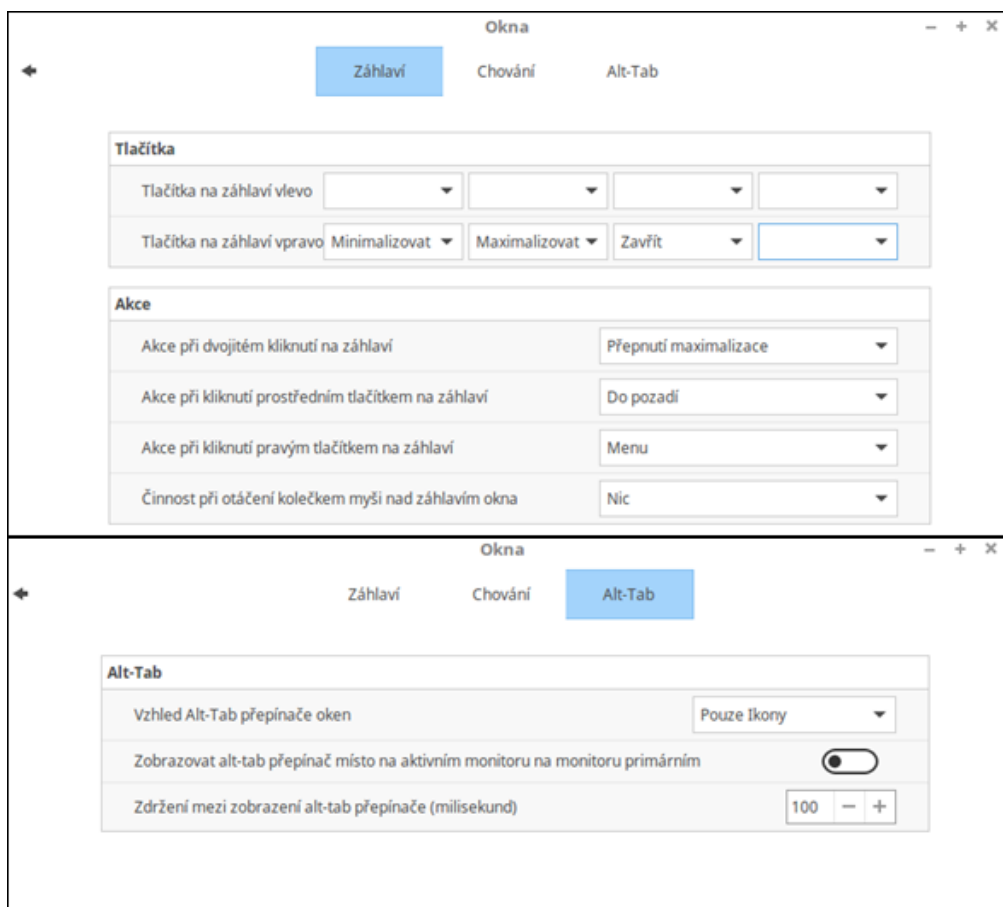 Okna
Záhlaví Chování Alt-Tab
Tlačítka
Tlačítka na záhlaví vlevo
Tlačítka na záhlaví vpravo Minimalizovat Maximalizovat Zavřít
Akce
Akce při dvojitém kliknutí na záhlaví Přepnutí maximalizace
Akce při kliknutí prostředním tlačítkem na záhlaví Do pozadí
Akce při kliknutí pravým tlačítkem na záhlaví Menu
Činnost při otáčení kolečkem myši nad záhlavím okna Nic
Okna
Záhlaví Chování Alt-Tab
Alt-Tab
Vzhled Alt-Tab přepínače oken Pouze Ikony
Zobrazovat alt-tab přepínač místo na aktivním monitoru na monitoru primárním
Zdržení mezi zobrazení alt-tab přepínače (milisekund) 100